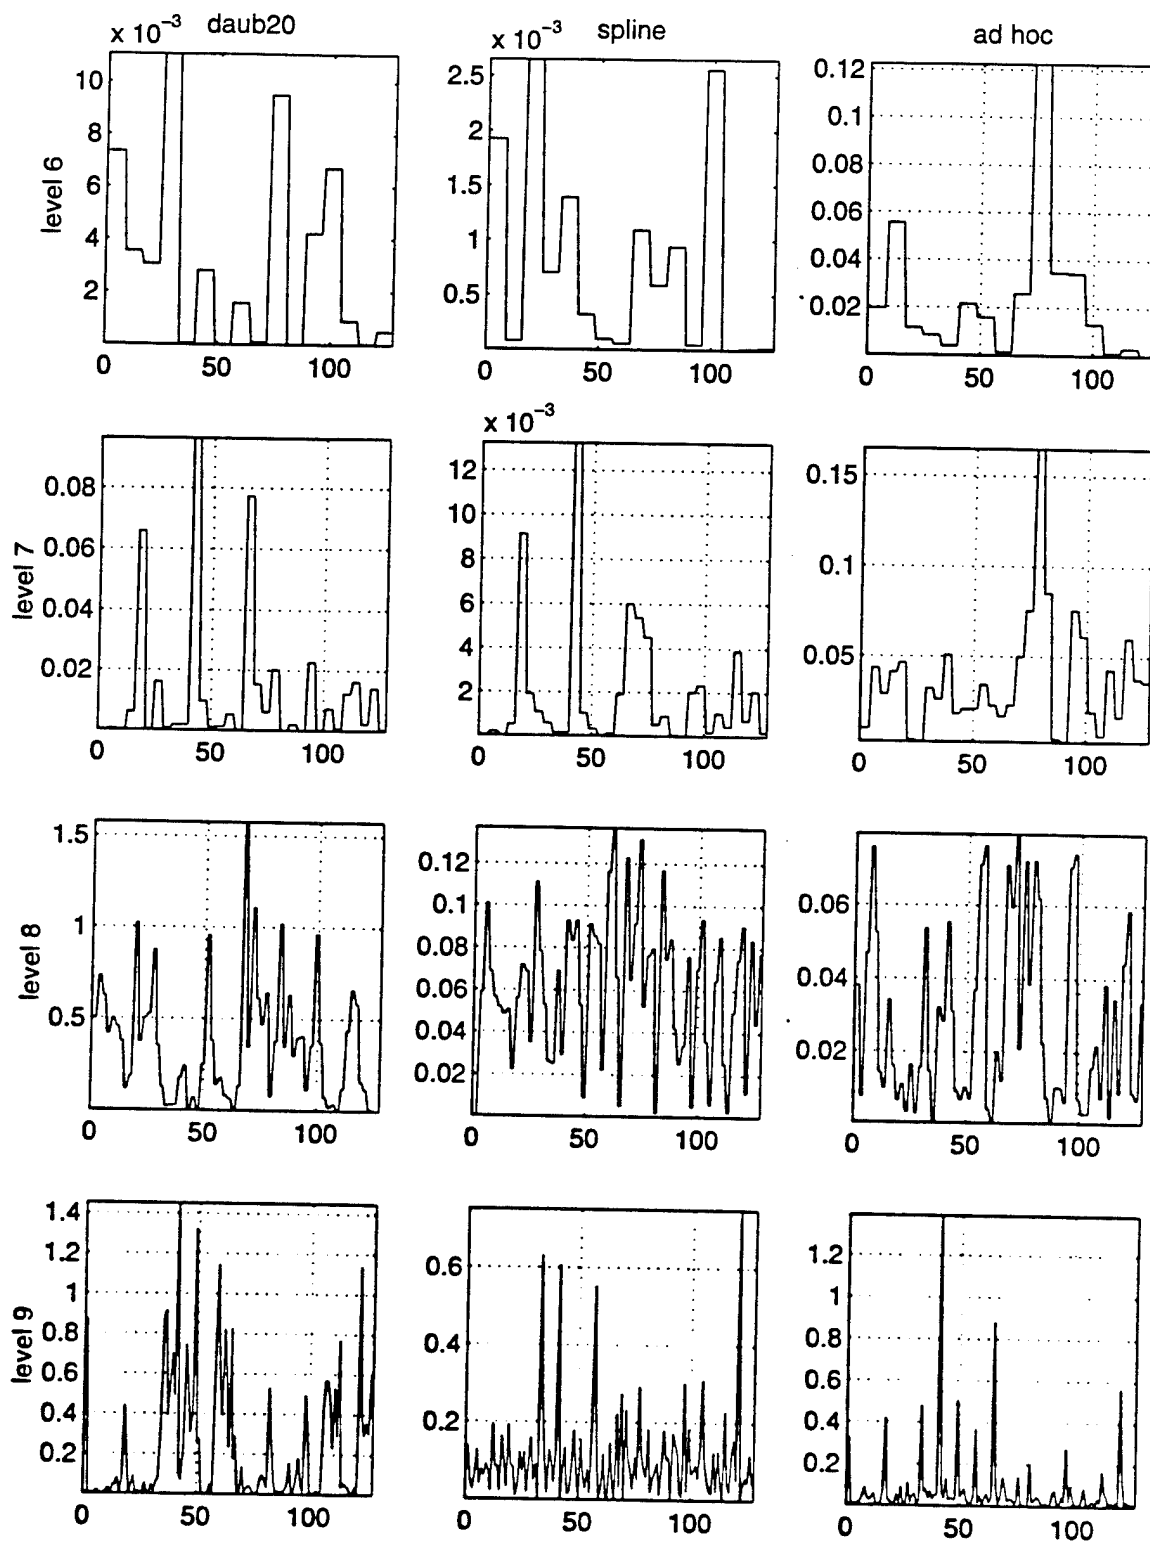 daub20 spline ad hoc
x 10⁻³ x 10⁻³
level 6
10 8 6 4 2
2.5 2 1.5 1 0.5
0.12 0.1 0.08 0.06 0.04 0.02
0 50 100 0 50 100 0 50 100
x 10⁻³
level 7
0.08 0.06 0.04 0.02
12 10 8 6 4 2
0.15 0.1 0.05
0 50 100 0 50 100 0 50 100
level 8
1.5 1 0.5
0.12 0.1 0.08 0.06 0.04 0.02
0.06 0.04 0.02
0 50 100 0 50 100 0 50 100
level 9
1.4 1.2 1 0.8 0.6 0.4 0.2
0.6 0.4 0.2
1.2 1 0.8 0.6 0.4 0.2
0 50 100 0 50 100 0 50 100